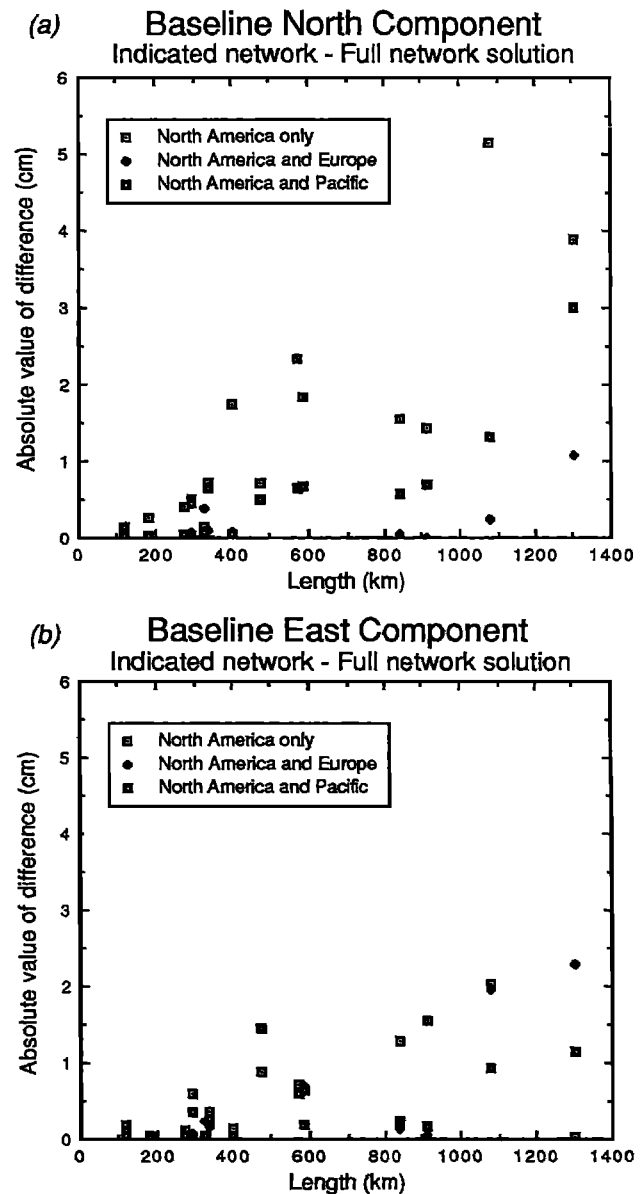 (a) Baseline North Component
Indicated network - Full network solution
6
5
4
3
2
1
0
Absolute value of difference (cm)
North America only
North America and Europe
North America and Pacific
0 200 400 600 800 1000 1200 1400
Length (km)
(b) Baseline East Component
Indicated network - Full network solution
6
5
4
3
2
1
0
Absolute value of difference (cm)
North America only
North America and Europe
North America and Pacific
0 200 400 600 800 1000 1200 1400
Length (km)